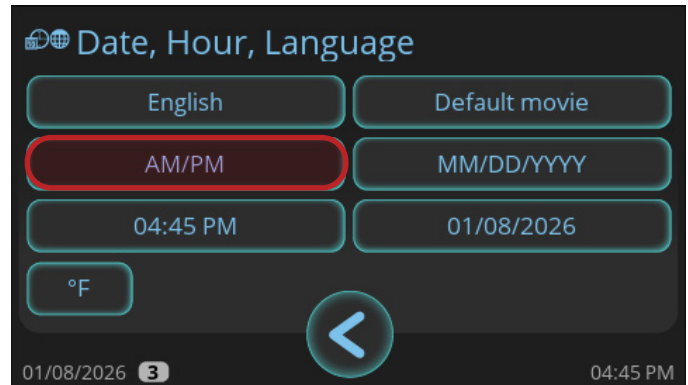 Date, Hour, Language
English
Default movie
AM/PM
MM/DD/YYYY
04:45 PM
01/08/2026
°F
01/08/2026 3
04:45 PM